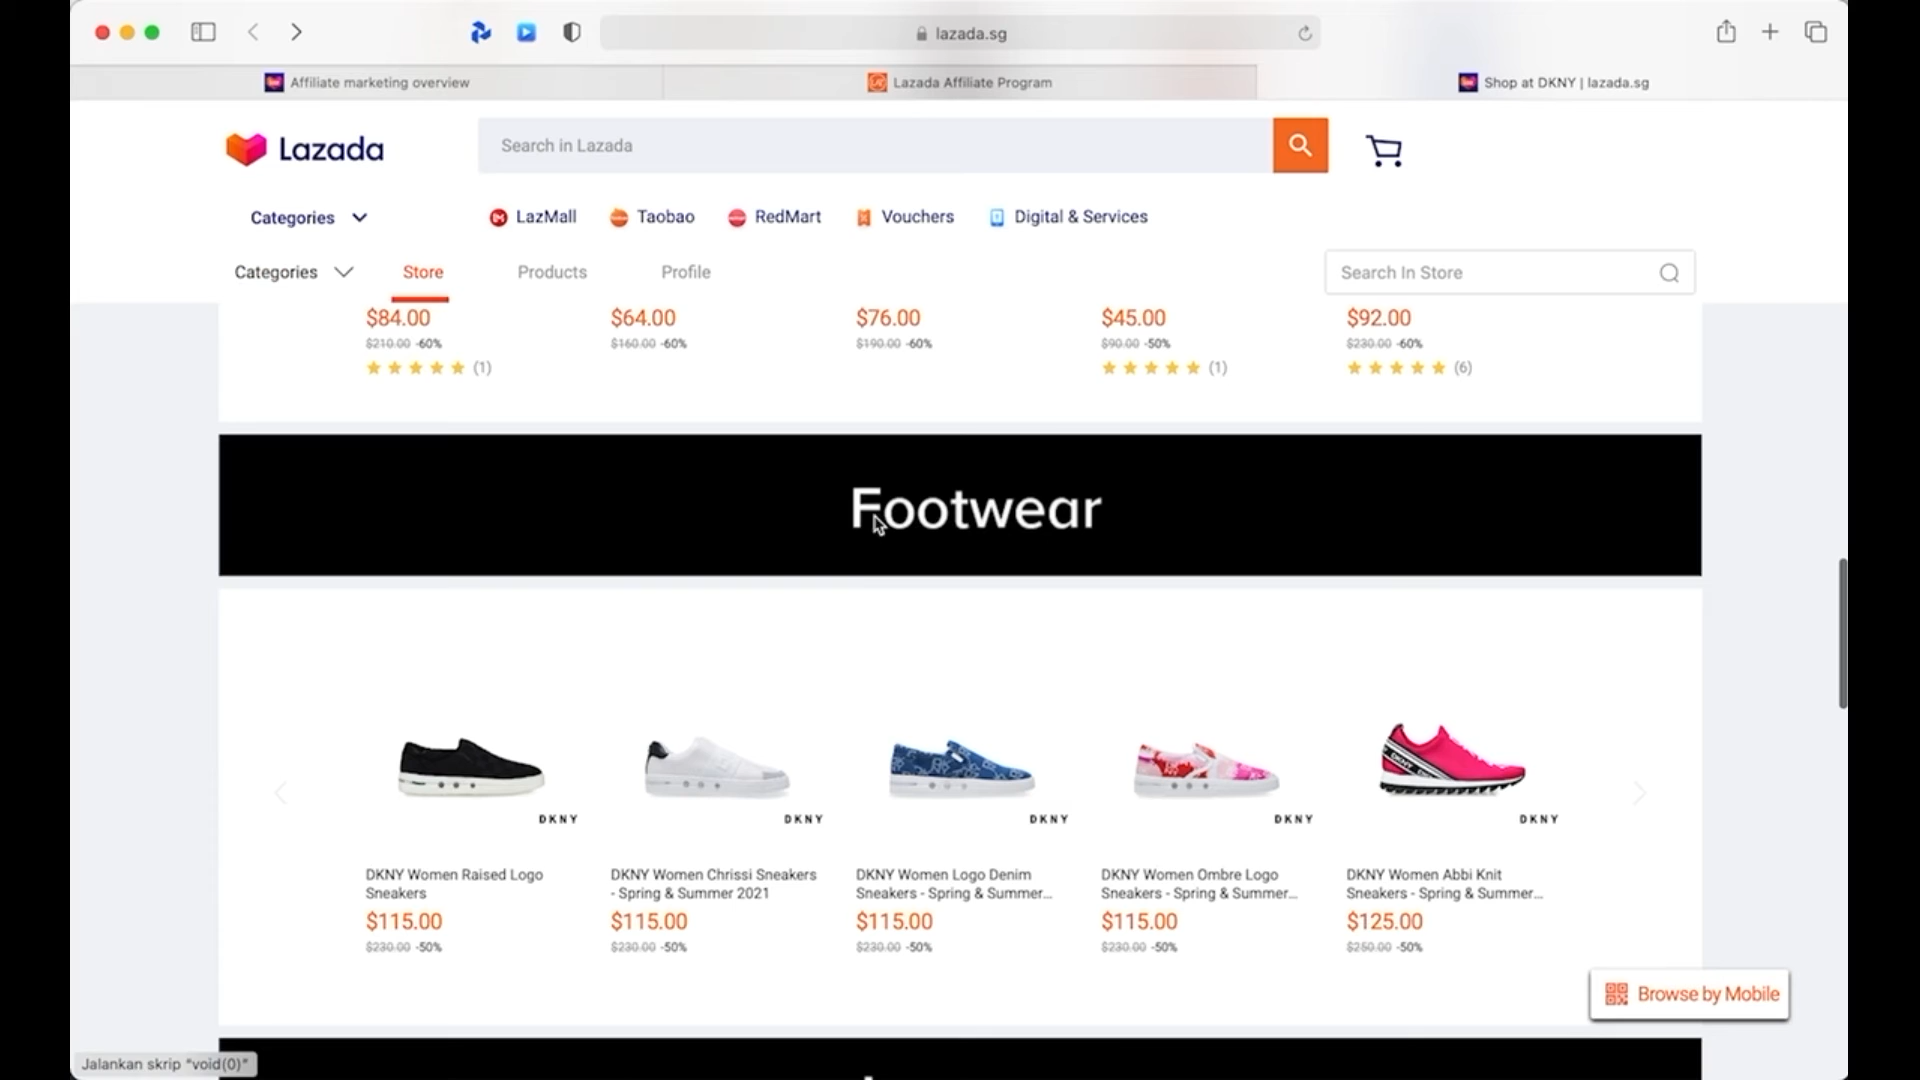 lazada.sg
Affiliate marketing overview
Lazada Affiliate Program
Shop at DKNY | lazada.sg
Lazada
Search in Lazada
Categories
LazMall
Taobao
RedMart
Vouchers
Digital & Services
Categories
Store
Products
Profile
Search In Store
$84.00 $64.00 $76.00 $45.00 $92.00
$210.00 -60% $160.00 -60% $190.00 -60% $90.00 -50% $230.00 -60%
(1) (1) (6)
Footwear
DKNY DKNY DKNY DKNY DKNY
DKNY Women Raised Logo
Sneakers
$115.00
$230.00 -50%
DKNY Women Chrissi Sneakers
- Spring & Summer 2021
$115.00
$230.00 -50%
DKNY Women Logo Denim
Sneakers - Spring & Summer...
$115.00
$230.00 -50%
DKNY Women Ombre Logo
Sneakers - Spring & Summer...
$115.00
$230.00 -50%
DKNY Women Abbi Knit
Sneakers - Spring & Summer...
$125.00
$250.00 -50%
Browse by Mobile
Jalankan skrip "void(0)"